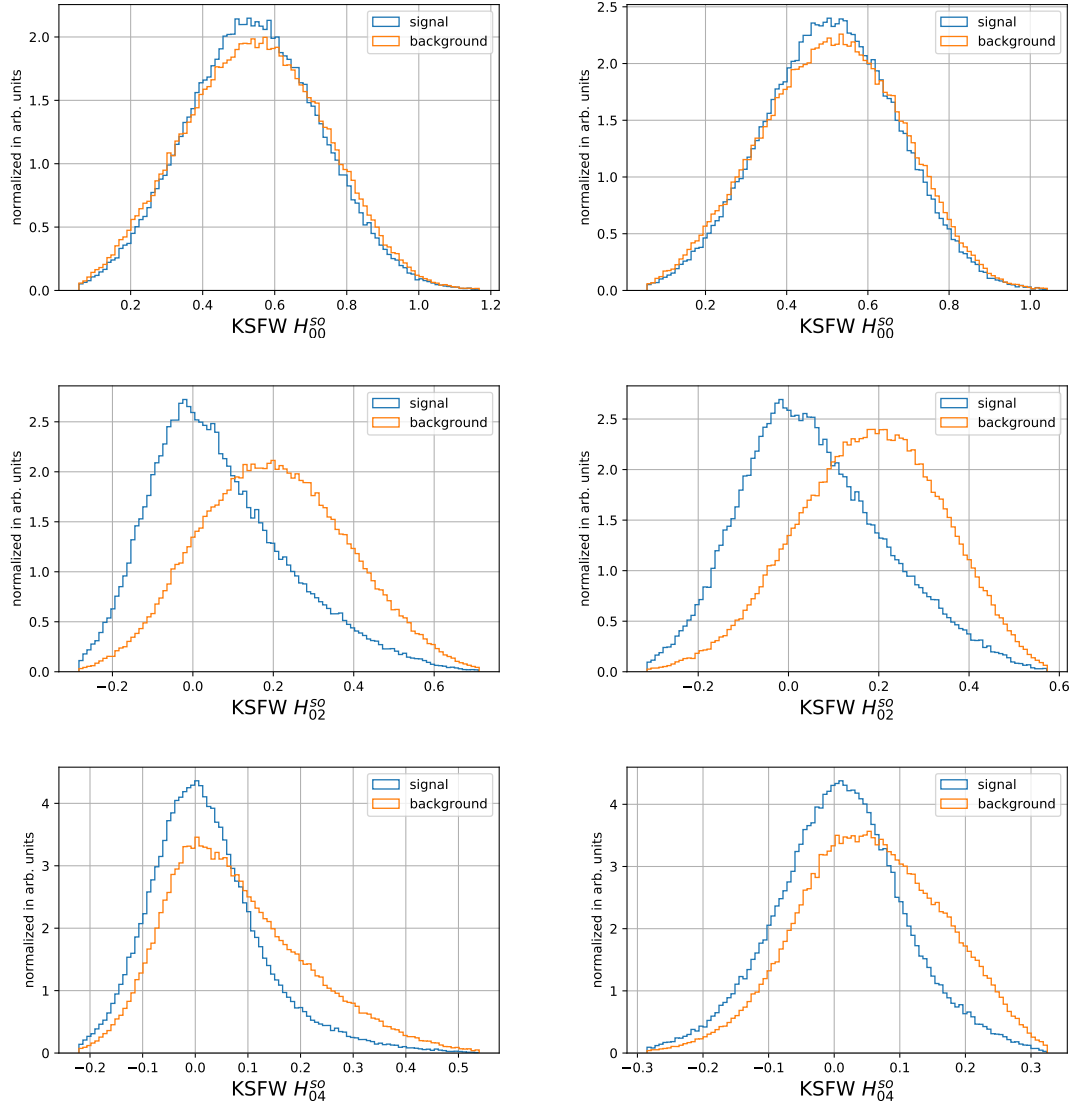 normalized in arb. units
2.0
1.5
1.0
0.5
0.0
signal
background
0.2 0.4 0.6 0.8 1.0 1.2
KSFW H_{00}^{so}
normalized in arb. units
2.5
2.0
1.5
1.0
0.5
0.0
signal
background
0.2 0.4 0.6 0.8 1.0
KSFW H_{00}^{so}
normalized in arb. units
2.5
2.0
1.5
1.0
0.5
0.0
signal
background
−0.2 0.0 0.2 0.4 0.6
KSFW H_{02}^{so}
normalized in arb. units
2.5
2.0
1.5
1.0
0.5
0.0
signal
background
−0.2 0.0 0.2 0.4 0.6
KSFW H_{02}^{so}
normalized in arb. units
4
3
2
1
0
signal
background
−0.2 −0.1 0.0 0.1 0.2 0.3 0.4 0.5
KSFW H_{04}^{so}
normalized in arb. units
4
3
2
1
0
signal
background
−0.3 −0.2 −0.1 0.0 0.1 0.2 0.3
KSFW H_{04}^{so}